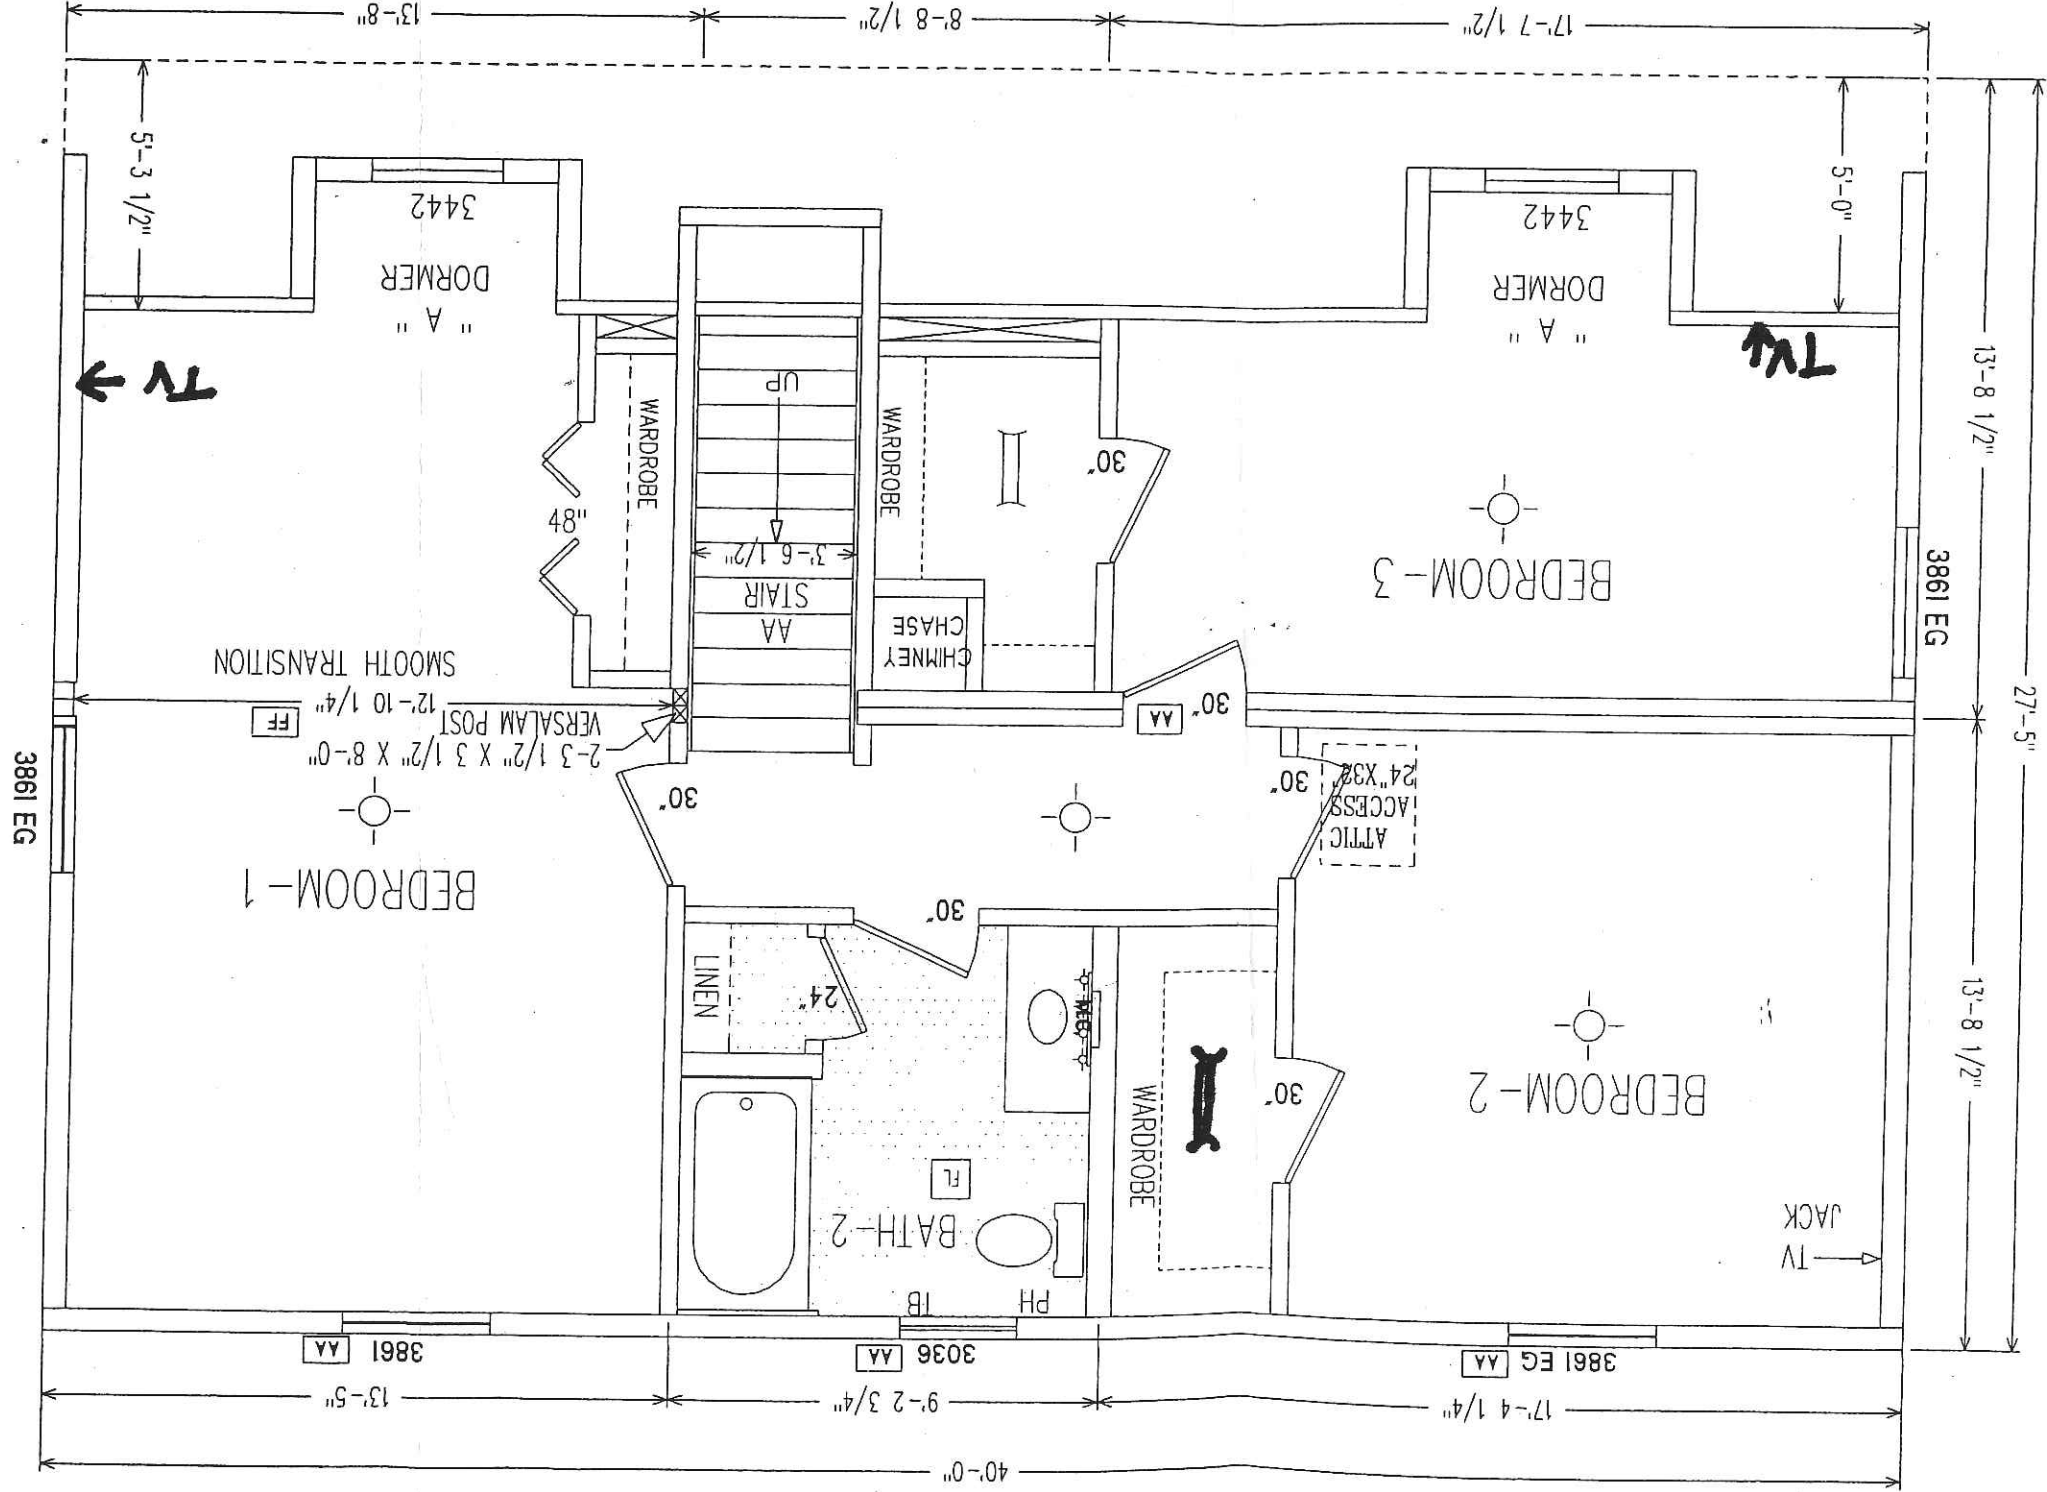 40'-0"
17'-4 1/4"
9'-2 3/4"
13'-5"
3861 EG AA
3036 AA
3861 AA
PH
TB
TV
JACK
BATH-2
FL
WARDROBE
BEDROOM-2
30"
24"
LINEN
30"
BEDROOM-1
13'-8 1/2"
27'-5"
ATTIC
ACCESS
24"X32"
30"
30"
3861 EG
2-3 1/2" X 3 1/2" X 8'-0"
VERSALAM POST
FF
12'-10 1/4"
SMOOTH TRANSITION
AA
30"
CHIMNEY
CHASE
AA
STAIR
3'-6 1/2"
UP
3861 EG
BEDROOM-3
30"
WARDROBE
WARDROBE
48"
13'-8 1/2"
TV
TV
" A "
DORMER
3442
" A "
DORMER
3442
5'-0"
5'-3 1/2"
17'-7 1/2"
8'-8 1/2"
13'-8"